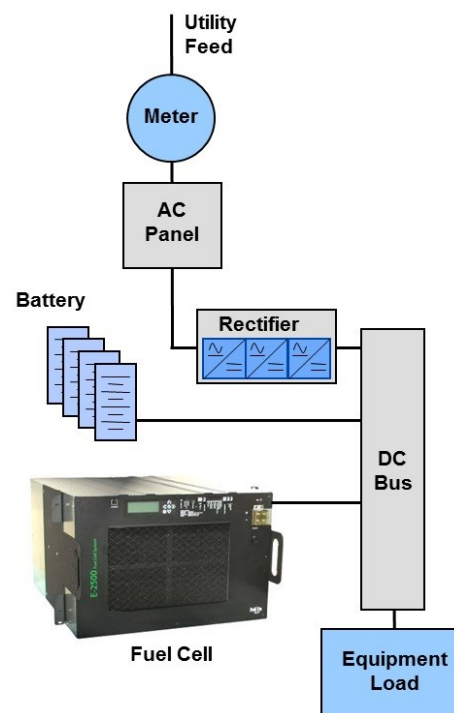 Utility
Feed
Meter
AC
Panel
Battery
Rectifier
DC
Bus
E-2500
Fuel Cell
Equipment
Load